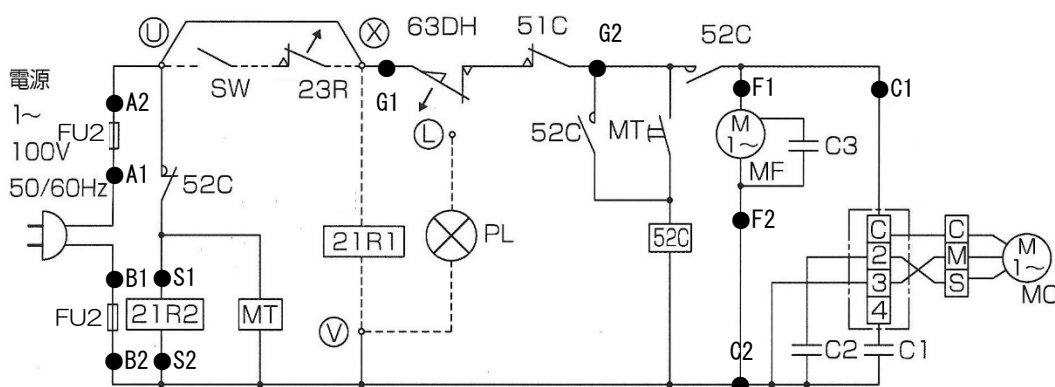 U
X
63DH
51C
G2
52C
電源
1～
100V
50/60Hz
A2
FU2
A1
SW
23R
G1
L
52C
52C
MT
F1
M
1～
MF
C3
C1
F2
21R1
PL
52C
B1
S1
FU2
21R2
MT
B2
S2
V
C
2
3
4
C
M
S
M
1～
MC
C2
C2
C1